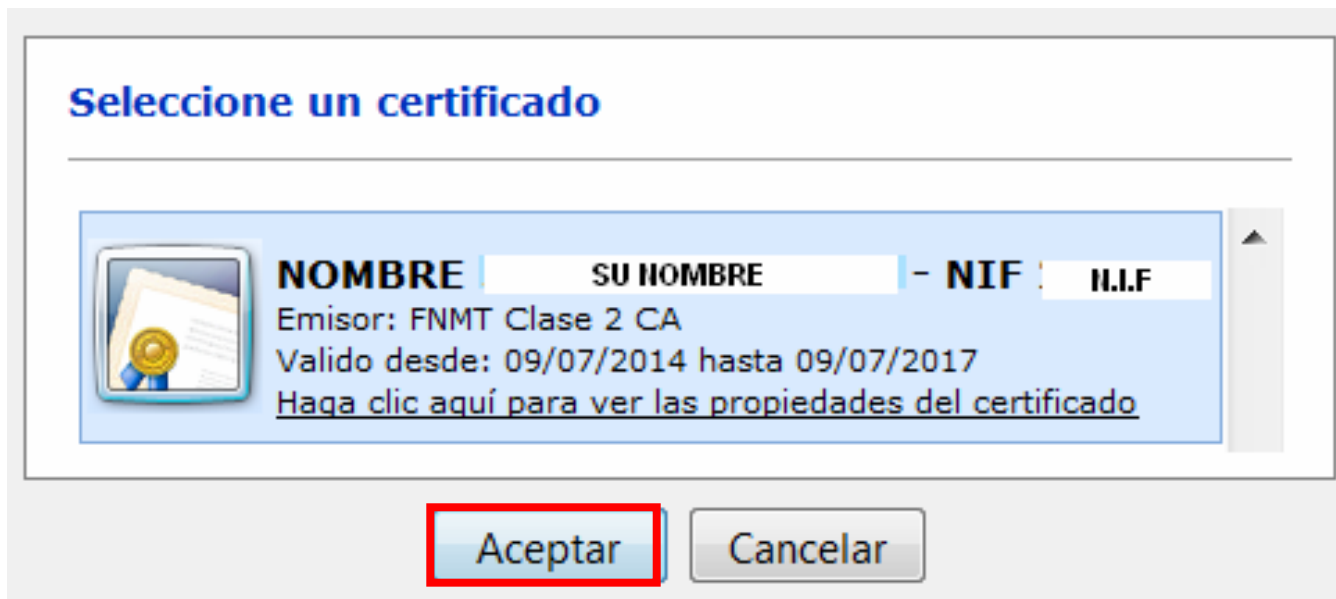 Seleccione un certificado
NOMBRE SU NOMBRE - NIF N.I.F
Emisor: FNMT Clase 2 CA
Valido desde: 09/07/2014 hasta 09/07/2017
Haga clic aquí para ver las propiedades del certificado
Aceptar Cancelar